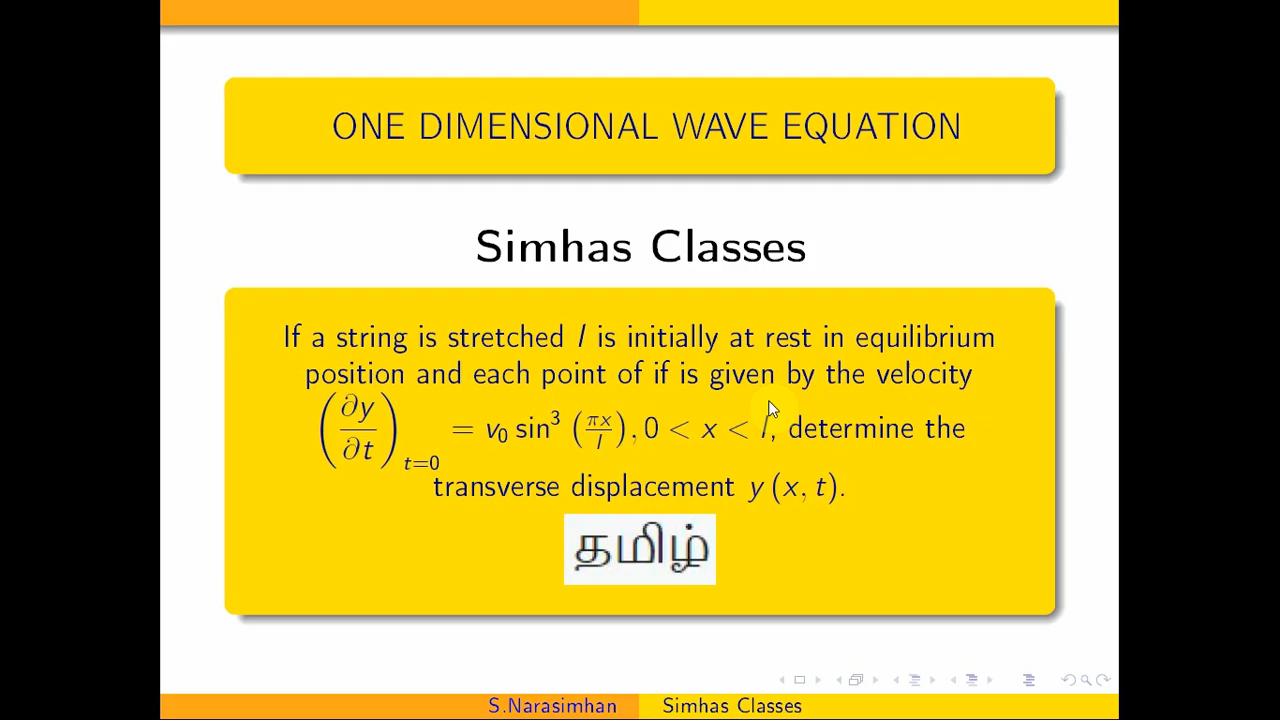 ONE DIMENSIONAL WAVE EQUATION
Simhas Classes
If a string is stretched l is initially at rest in equilibrium
position and each point of if is given by the velocity
(∂y/∂t)ₜ₌₀ = v₀ sin³ (πx/l), 0 < x < l, determine the
transverse displacement y (x, t).
தமிழ்
S.Narasimhan Simhas Classes